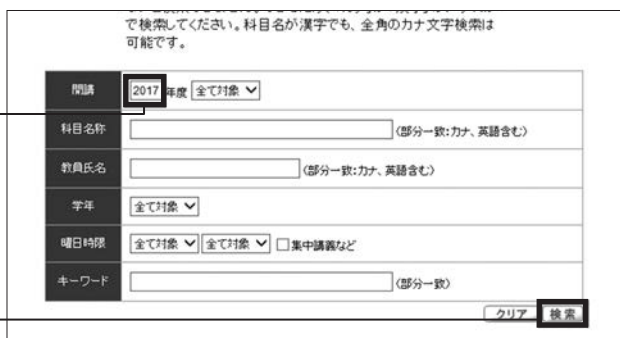 で検索してください。科目名が漢字でも、全角のカナ文字検索は
可能です。
開講 2017 年度 全て対象
科目名称 (部分一致:カナ、英語含む)
教員氏名 (部分一致:カナ、英語含む)
学年 全て対象
曜日時限 全て対象 全て対象 集中講義など
キーワード (部分一致)
クリア 検索